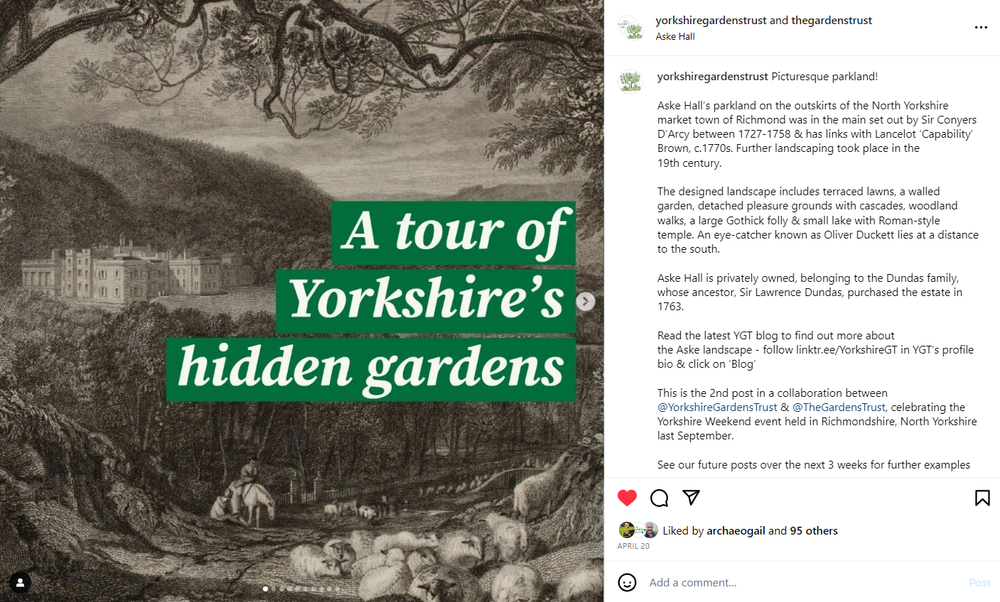 A tour of
Yorkshire’s
hidden gardens
yorkshiregardenstrust and thegardenstrust
Aske Hall
yorkshiregardenstrust Picturesque parkland!
Aske Hall’s parkland on the outskirts of the North Yorkshire
market town of Richmond was in the main set out by Sir Conyers
D’Arcy between 1727-1758 & has links with Lancelot ‘Capability’
Brown, c.1770s. Further landscaping took place in the
19th century.
The designed landscape includes terraced lawns, a walled
garden, detached pleasure grounds with cascades, woodland
walks, a large Gothick folly & small lake with Roman-style
temple. An eye-catcher known as Oliver Duckett lies at a distance
to the south.
Aske Hall is privately owned, belonging to the Dundas family,
whose ancestor, Sir Lawrence Dundas, purchased the estate in
1763.
Read the latest YGT blog to find out more about
the Aske landscape - follow linktr.ee/YorkshireGT in YGT’s profile
bio & click on ‘Blog’
This is the 2nd post in a collaboration between
@YorkshireGardensTrust & @TheGardensTrust, celebrating the
Yorkshire Weekend event held in Richmondshire, North Yorkshire
last September.
See our future posts over the next 3 weeks for further examples
Liked by archaeogail and 95 others
APRIL 20
Add a comment...
Post